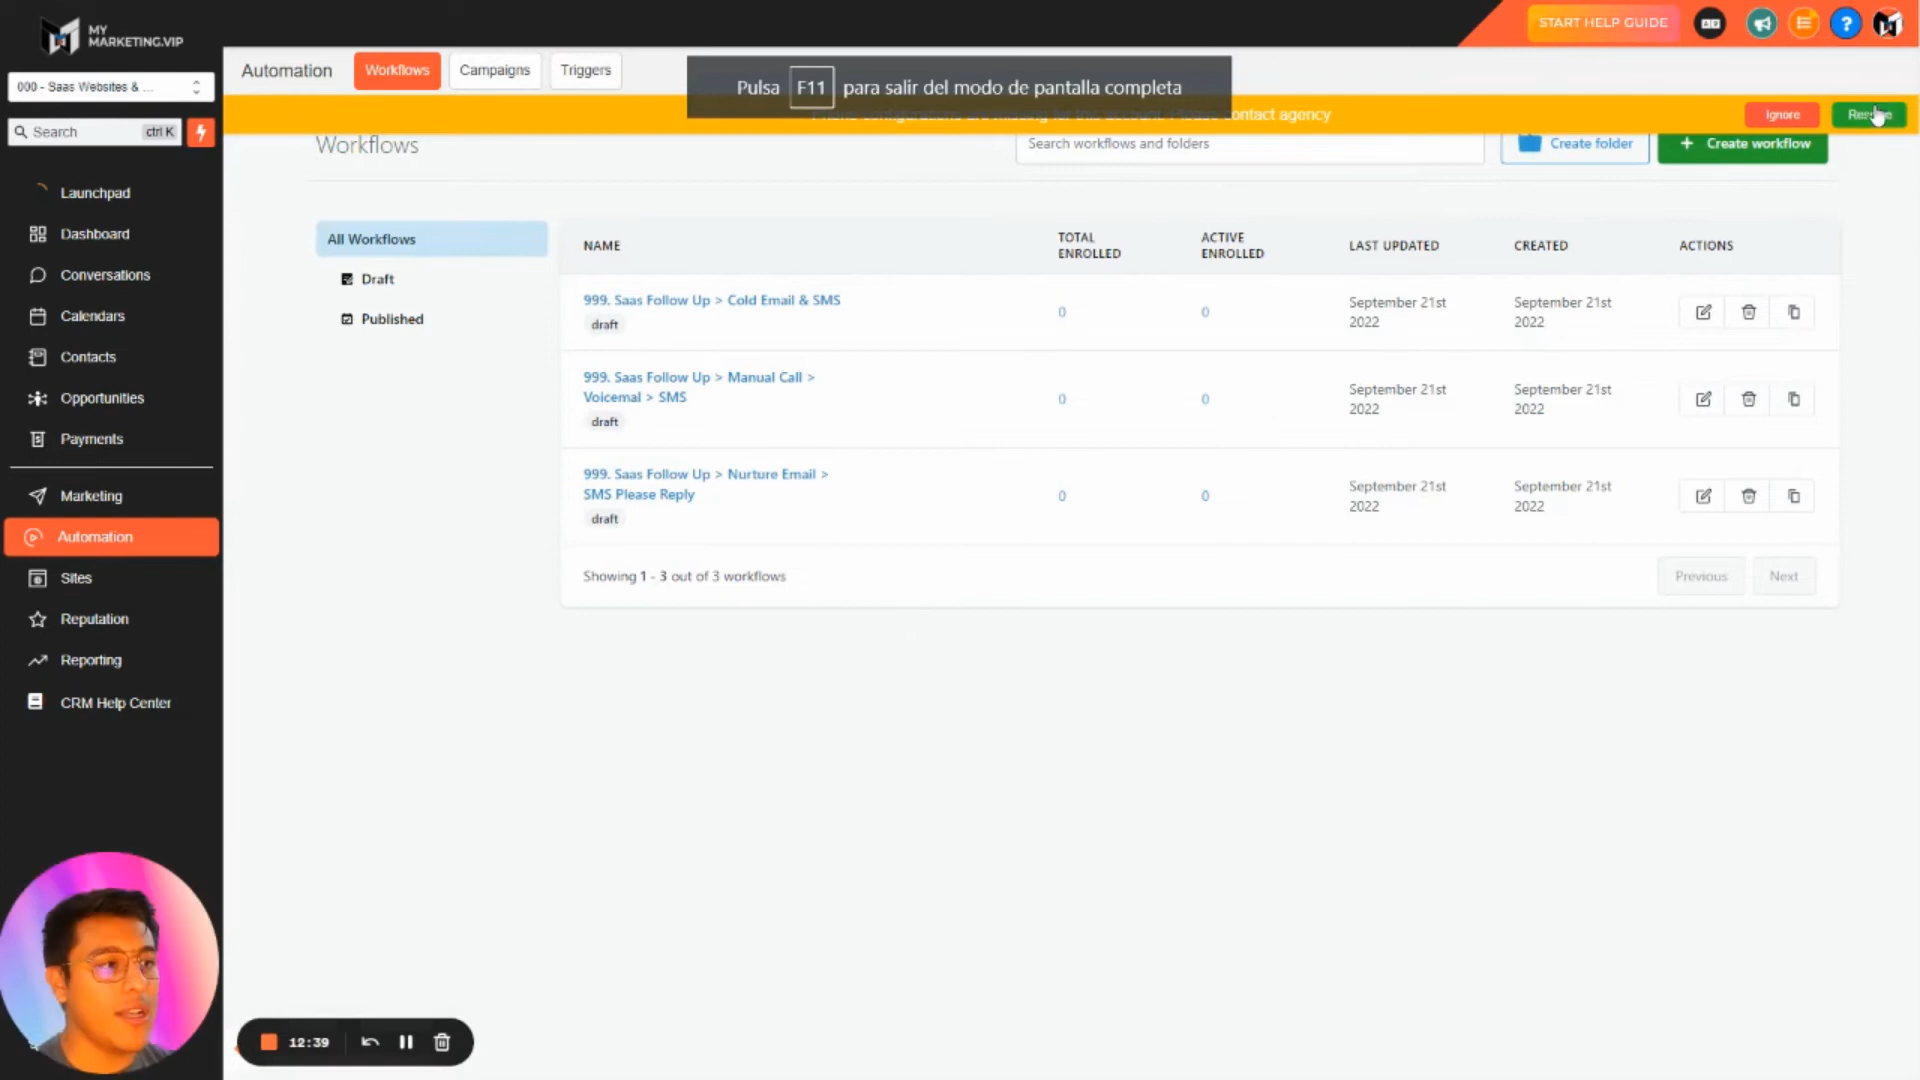 MY
MARKETING.VIP
START HELP GUIDE
000 - Saas Websites & ...
Automation
Workflows
Campaigns
Triggers
Pulsa F11 para salir del modo de pantalla completa
contact agency
Ignore
Search
ctrl K
Workflows
Search workflows and folders
Create folder
+ Create workflow
Launchpad
Dashboard
Conversations
Calendars
Contacts
Opportunities
Payments
Marketing
Automation
Sites
Reputation
Reporting
CRM Help Center
All Workflows
Draft
Published
NAME
TOTAL
ENROLLED
ACTIVE
ENROLLED
LAST UPDATED
CREATED
ACTIONS
999. Saas Follow Up > Cold Email & SMS
draft
0
0
September 21st
2022
September 21st
2022
999. Saas Follow Up > Manual Call >
Voicemal > SMS
draft
0
0
September 21st
2022
September 21st
2022
999. Saas Follow Up > Nurture Email >
SMS Please Reply
draft
0
0
September 21st
2022
September 21st
2022
Showing 1 - 3 out of 3 workflows
Previous
Next
12:39